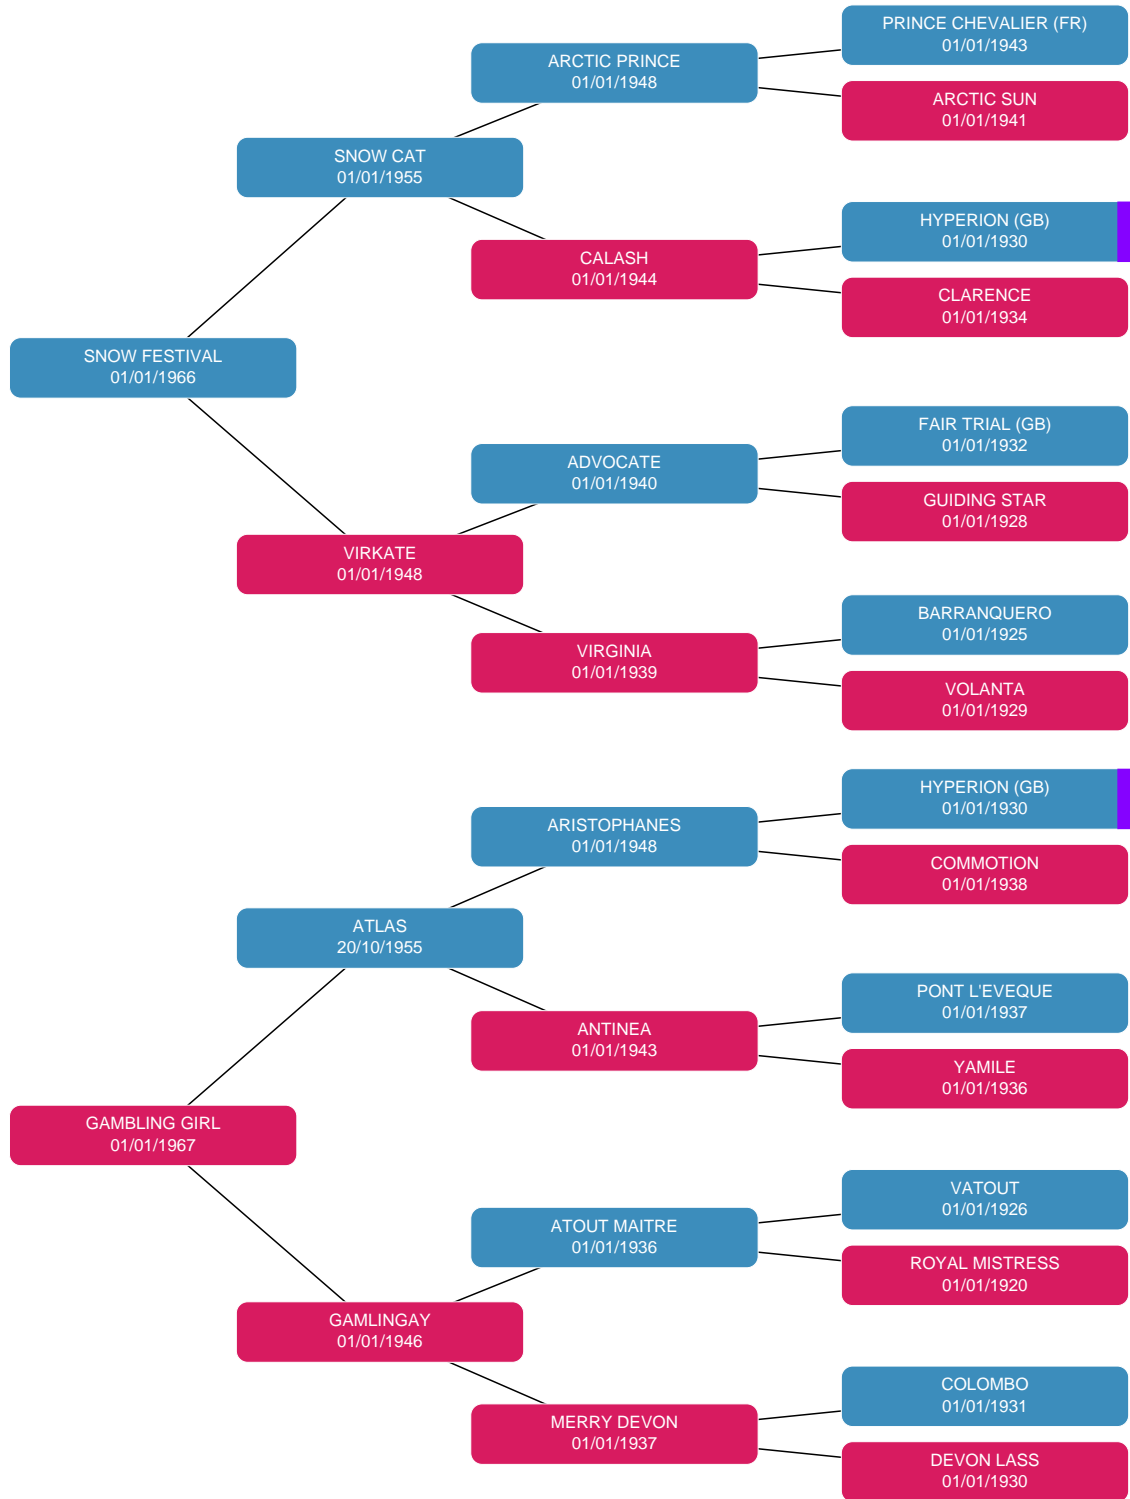 PRINCE CHEVALIER (FR)
01/01/1943
ARCTIC PRINCE
01/01/1948
ARCTIC SUN
01/01/1941
SNOW CAT
01/01/1955
HYPERION (GB)
01/01/1930
CALASH
01/01/1944
CLARENCE
01/01/1934
SNOW FESTIVAL
01/01/1966
FAIR TRIAL (GB)
01/01/1932
ADVOCATE
01/01/1940
GUIDING STAR
01/01/1928
VIRKATE
01/01/1948
BARRANQUERO
01/01/1925
VIRGINIA
01/01/1939
VOLANTA
01/01/1929
HYPERION (GB)
01/01/1930
ARISTOPHANES
01/01/1948
COMMOTION
01/01/1938
ATLAS
20/10/1955
PONT L'EVEQUE
01/01/1937
ANTINEA
01/01/1943
YAMILE
01/01/1936
GAMBLING GIRL
01/01/1967
VATOUT
01/01/1926
ATOUT MAITRE
01/01/1936
ROYAL MISTRESS
01/01/1920
GAMLINGAY
01/01/1946
COLOMBO
01/01/1931
MERRY DEVON
01/01/1937
DEVON LASS
01/01/1930